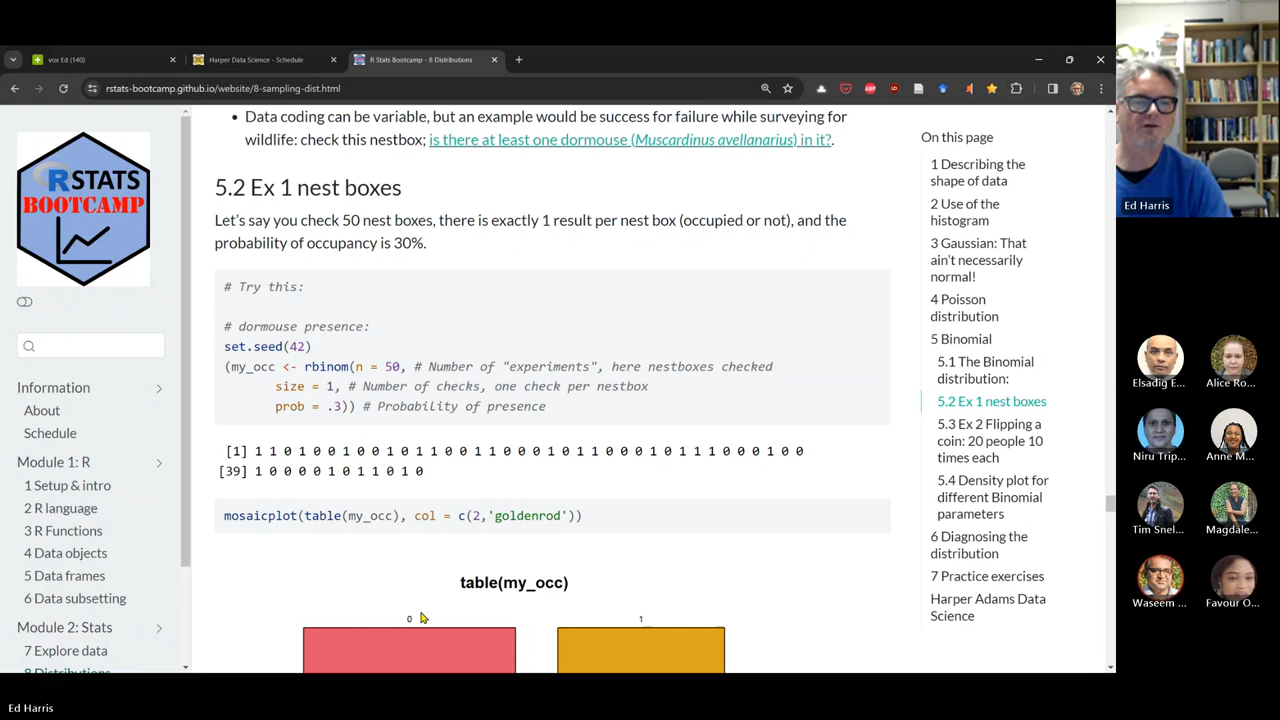 vox Ed (140)
Harper Data Science - Schedule
R Stats Bootcamp - 8 Distributions
rstats-bootcamp.github.io/website/8-sampling-dist.html
RSTATS
BOOTCAMP
Information
About
Schedule
Module 1: R
1 Setup & intro
2 R language
3 R Functions
4 Data objects
5 Data frames
6 Data subsetting
Module 2: Stats
7 Explore data
8 Distributions
• Data coding can be variable, but an example would be success for failure while surveying for
wildlife: check this nestbox; is there at least one dormouse (Muscardinus avellanarius) in it?.
5.2 Ex 1 nest boxes
Let's say you check 50 nest boxes, there is exactly 1 result per nest box (occupied or not), and the
probability of occupancy is 30%.
# Try this:
# dormouse presence:
set.seed(42)
(my_occ <- rbinom(n = 50, # Number of "experiments", here nestboxes checked
size = 1, # Number of checks, one check per nestbox
prob = .3)) # Probability of presence
[1] 1 1 0 1 0 0 1 0 0 1 0 1 1 0 0 1 1 0 0 0 1 0 1 1 0 0 0 1 0 1 1 1 0 0 0 1 0 0
[39] 1 0 0 0 0 1 0 1 1 0 1 0
mosaicplot(table(my_occ), col = c(2,'goldenrod'))
table(my_occ)
0 1
On this page
1 Describing the
shape of data
2 Use of the
histogram
3 Gaussian: That
ain't necessarily
normal!
4 Poisson
distribution
5 Binomial
5.1 The Binomial
distribution:
5.2 Ex 1 nest boxes
5.3 Ex 2 Flipping a
coin: 20 people 10
times each
5.4 Density plot for
different Binomial
parameters
6 Diagnosing the
distribution
7 Practice exercises
Harper Adams Data
Science
Ed Harris
Elsadig E...
Alice Ro...
Niru Trip...
Anne M...
Tim Snel...
Magdale...
Waseem ...
Favour O...
Ed Harris